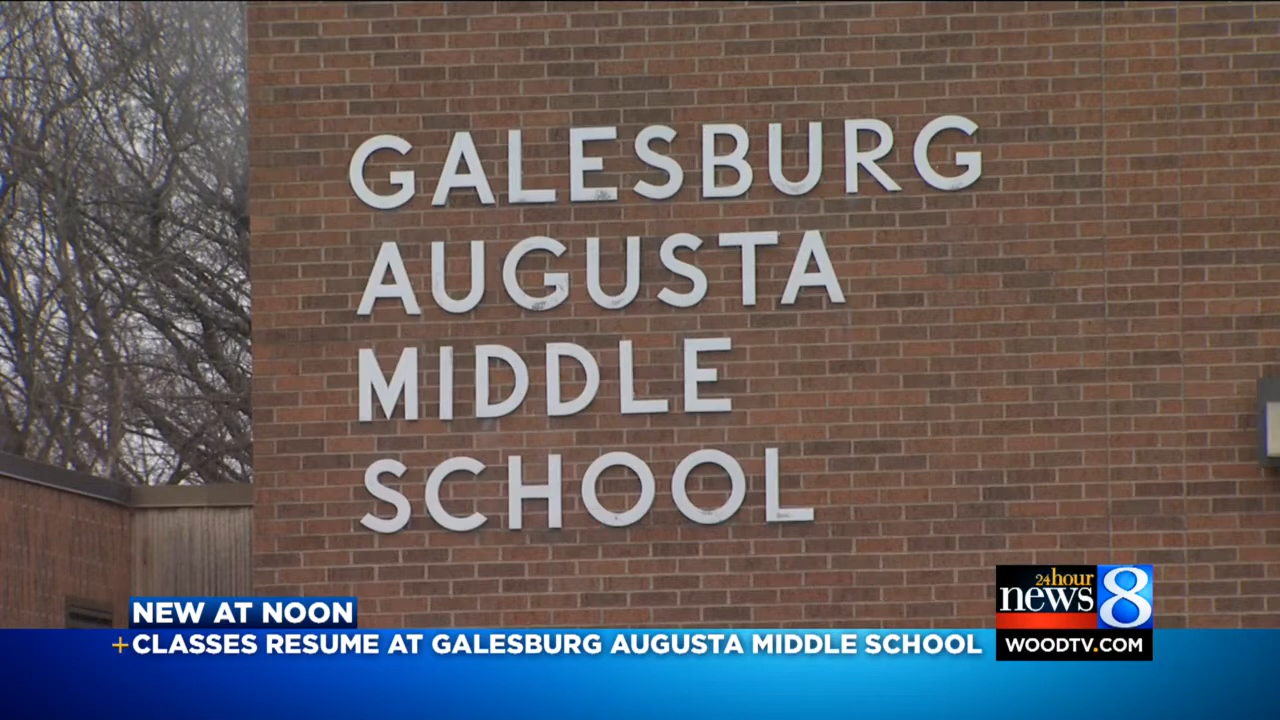 GALESBURG
AUGUSTA
MIDDLE
SCHOOL
24hour
news 8
WOODTV.COM
NEW AT NOON
+CLASSES RESUME AT GALESBURG AUGUSTA MIDDLE SCHOOL